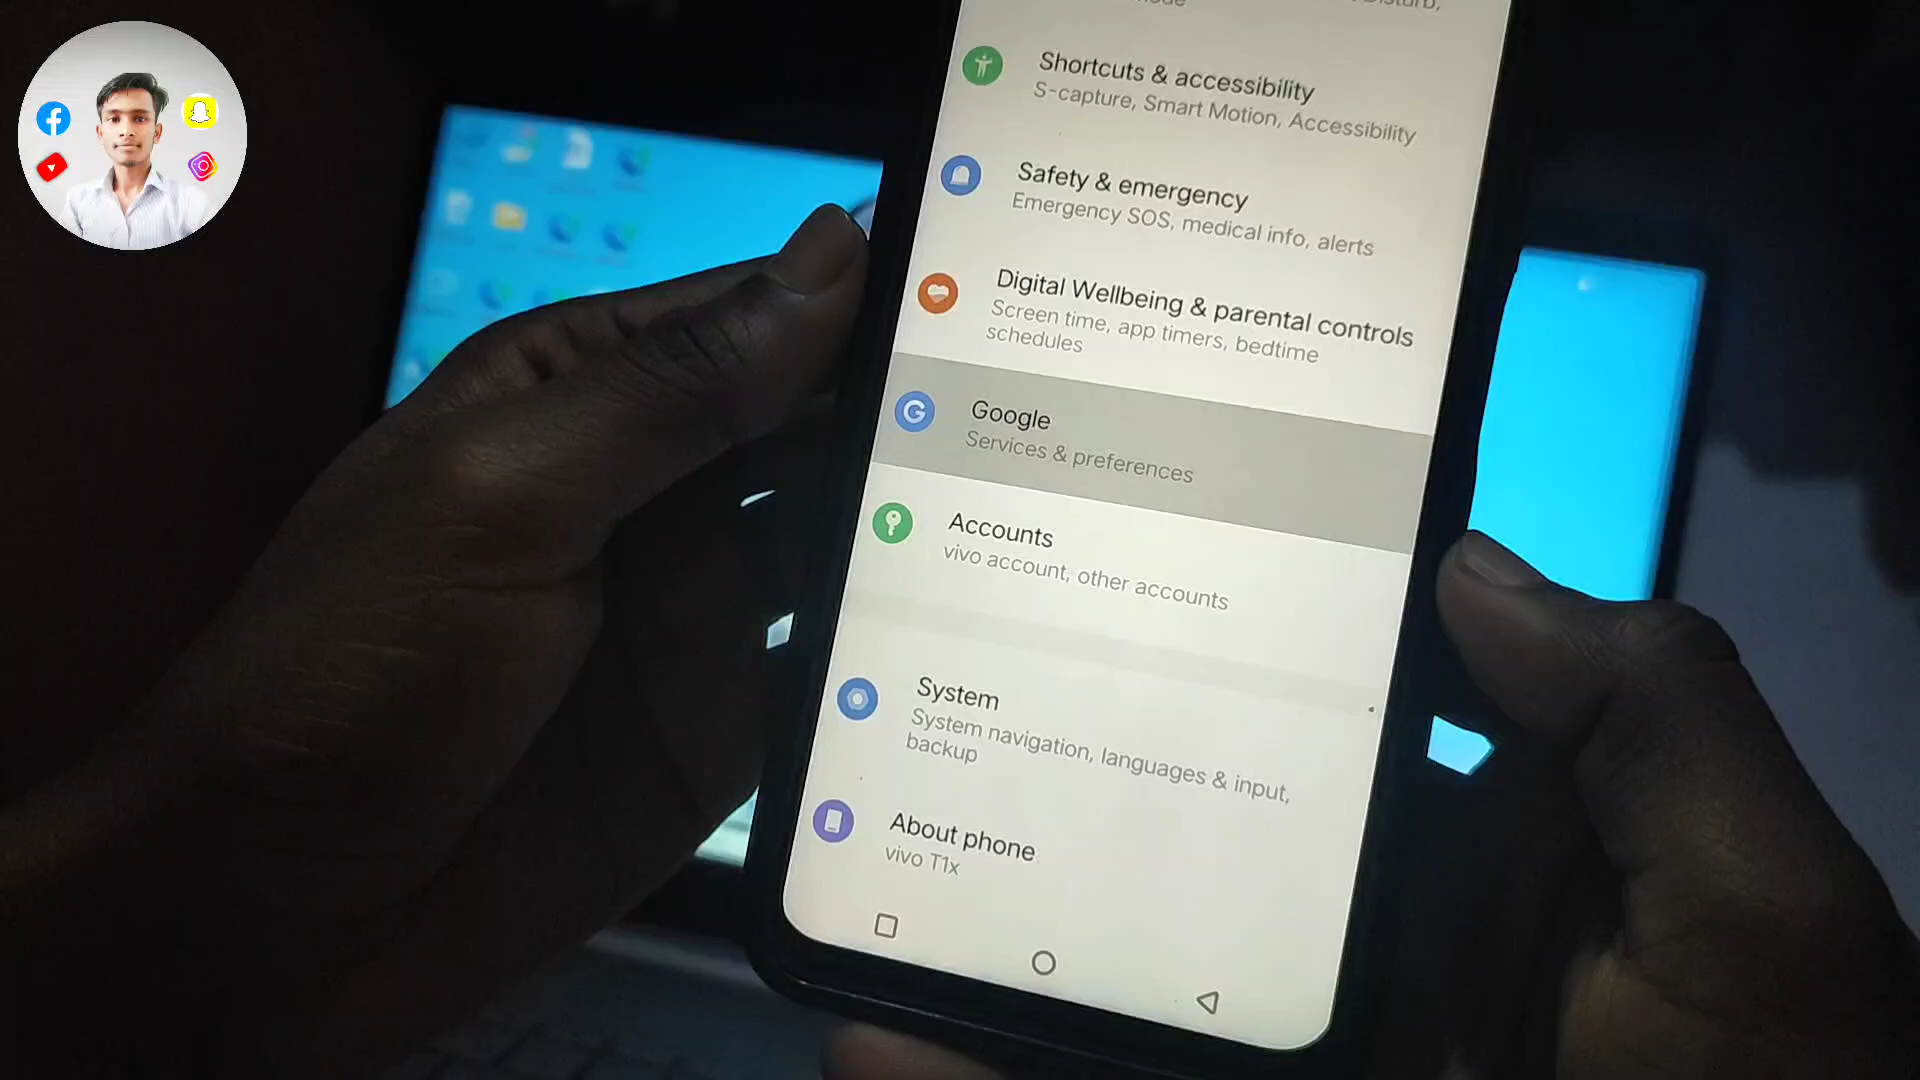 Shortcuts & accessibility
S-capture, Smart Motion, Accessibility
Safety & emergency
Emergency SOS, medical info, alerts
Digital Wellbeing & parental controls
Screen time, app timers, bedtime
schedules
Google
Services & preferences
Accounts
vivo account, other accounts
System
System navigation, languages & input,
backup
About phone
vivo T1x